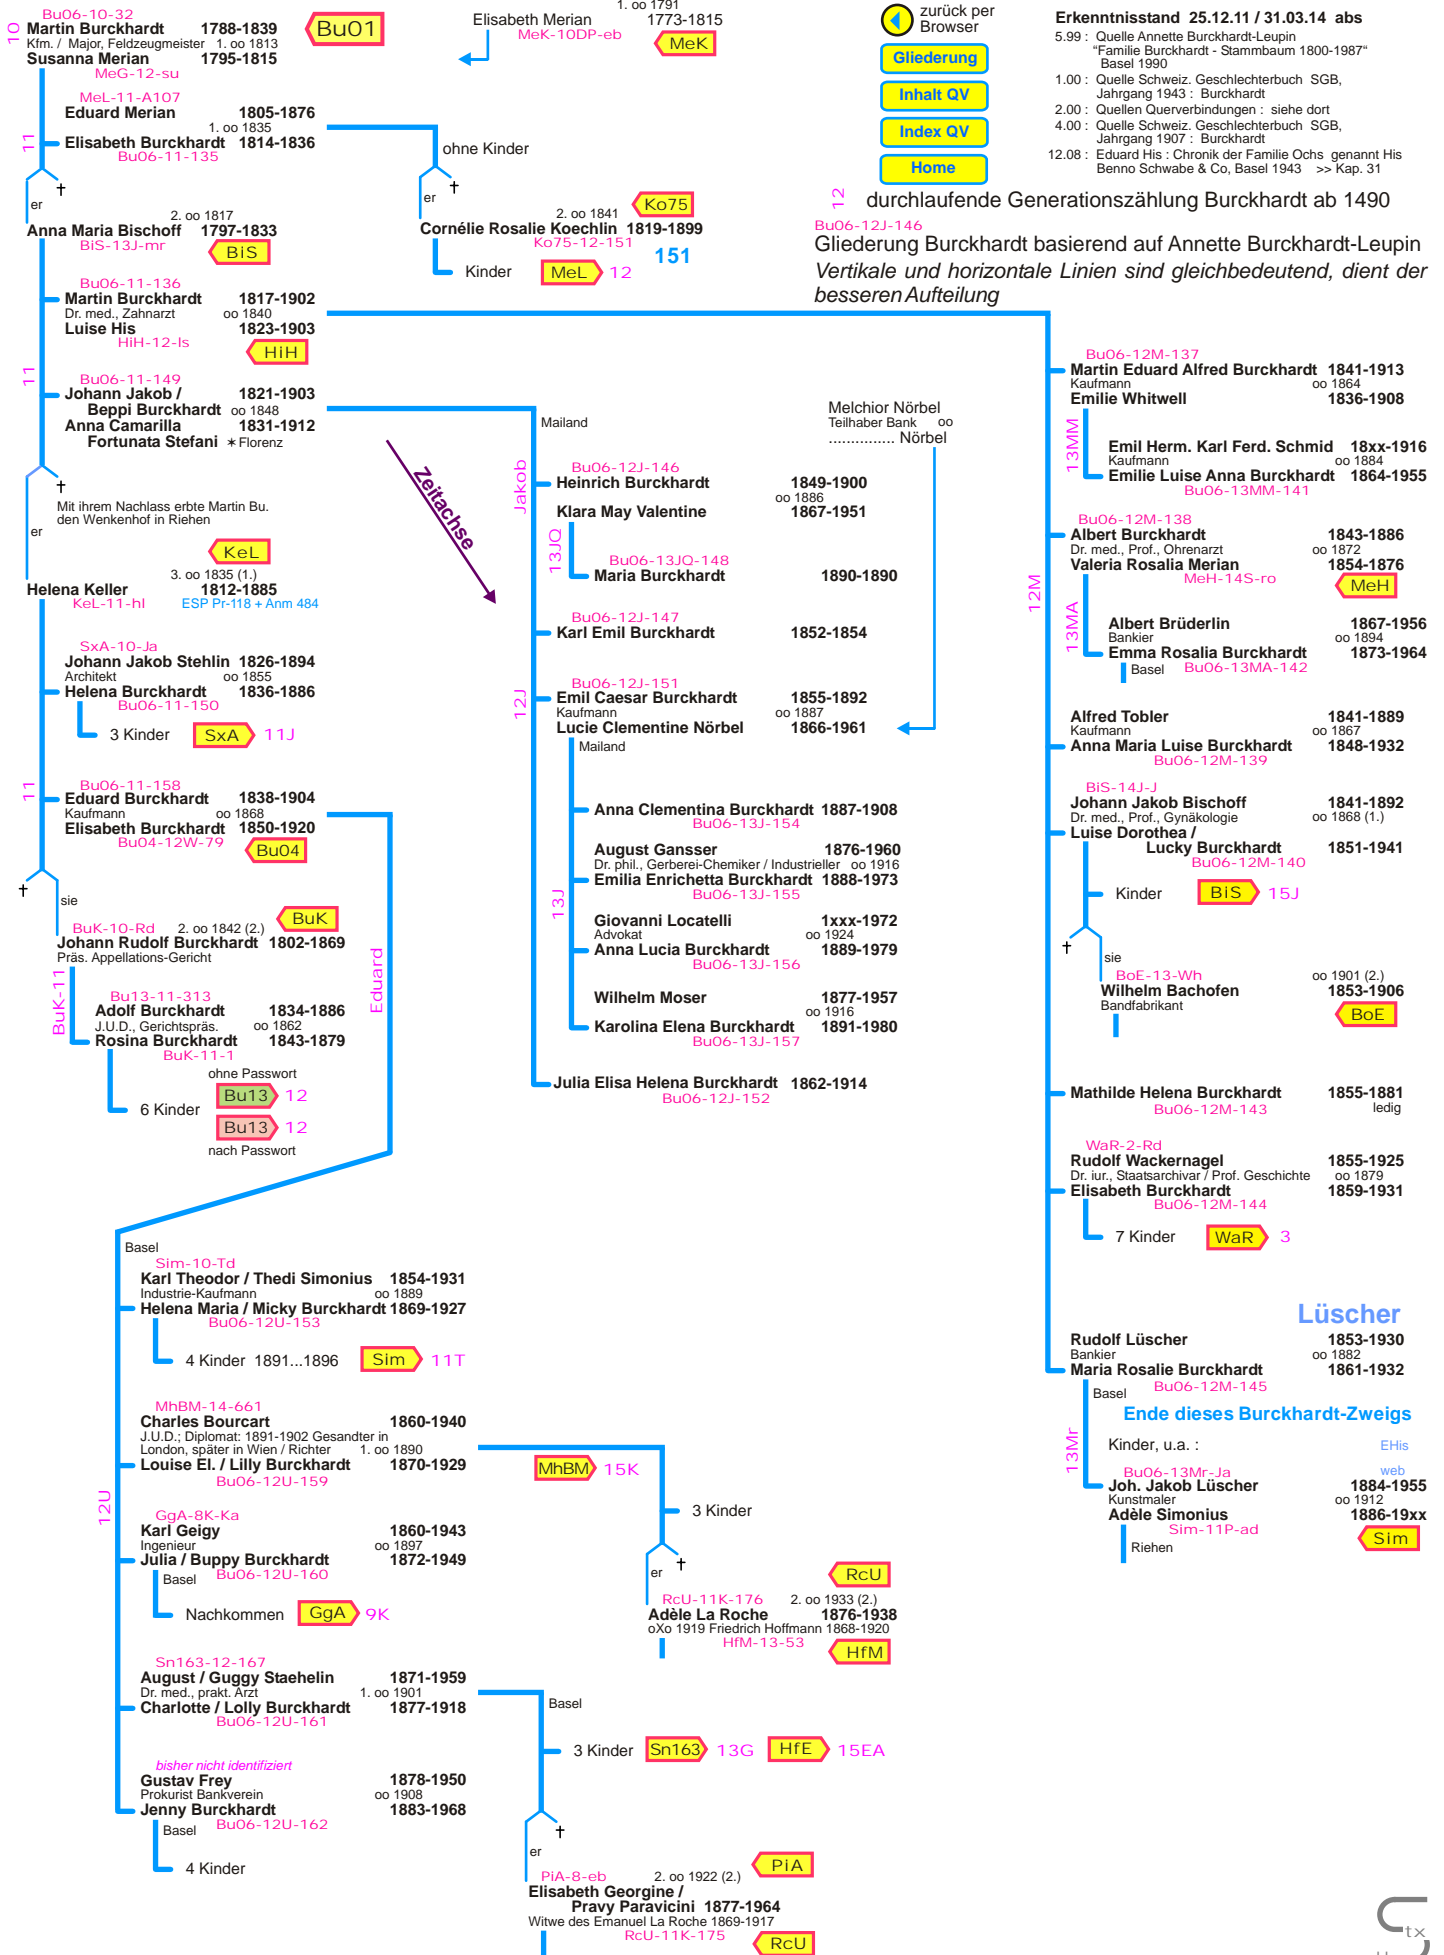 Bu06-10-32
10
Martin Burckhardt 1788-1839
Kfm. / Major, Feldzeugmeister 1. oo 1813
Susanna Merian 1795-1815
MeG-12-su
Bu01
MeL-11-A107
Eduard Merian 1805-1876
1. oo 1835
11
Elisabeth Burckhardt 1814-1836
Bu06-11-135
†
er
2. oo 1817
Anna Maria Bischoff 1797-1833
BiS-13J-mr
BiS
Bu06-11-136
Martin Burckhardt 1817-1902
Dr. med., Zahnarzt oo 1840
Luise His 1823-1903
HiH-12-ls
HiH
11
Bu06-11-149
Johann Jakob / 1821-1903
Beppi Burckhardt oo 1848
Anna Camarilla 1831-1912
Fortunata Stefani ✶Florenz
†
Mit ihrem Nachlass erbte Martin Bu.
den Wenkenhof in Riehen
er
KeL
3. oo 1835 (1.)
Helena Keller 1812-1885
KeL-11-hl ESP Pr-118 + Anm 484
SxA-10-Ja
Johann Jakob Stehlin 1826-1894
Architekt oo 1855
Helena Burckhardt 1836-1886
Bu06-11-150
3 Kinder SxA 11J
11
Bu06-11-158
Eduard Burckhardt 1838-1904
Kaufmann oo 1868
Elisabeth Burckhardt 1850-1920
Bu04-12W-79
Bu04
†
sie
BuK
BuK-10-Rd 2. oo 1842 (2.)
Johann Rudolf Burckhardt 1802-1869
Präs. Appellations-Gericht
BuK-11
Bu13-11-313
Adolf Burckhardt 1834-1886
J.U.D., Gerichtspräs. oo 1862
Rosina Burckhardt 1843-1879
BuK-11-1
ohne Passwort
Bu13 12
6 Kinder
Bu13 12
nach Passwort
Eduard
1. oo 1791
Elisabeth Merian 1773-1815
MeK-10DP-eb
MeK
ohne Kinder
†
er
Ko75
2. oo 1841
Cornélie Rosalie Koechlin 1819-1899
Ko75-12-151
151
Kinder MeL 12
Zeitachse
Mailand
Jakob
Bu06-12J-146
Heinrich Burckhardt 1849-1900
oo 1886
Klara May Valentine 1867-1951
13JQ
Bu06-13JQ-148
Maria Burckhardt 1890-1890
Bu06-12J-147
Karl Emil Burckhardt 1852-1854
12J
Bu06-12J-151
Emil Caesar Burckhardt 1855-1892
Kaufmann oo 1887
Lucie Clementine Nörbel 1866-1961
Mailand
Melchior Nörbel
Teilhaber Bank oo
............... Nörbel
Anna Clementina Burckhardt 1887-1908
Bu06-13J-154
August Gansser 1876-1960
Dr. phil., Gerberei-Chemiker / Industrieller oo 1916
Emilia Enrichetta Burckhardt 1888-1973
Bu06-13J-155
13J
Giovanni Locatelli 1xxx-1972
Advokat oo 1924
Anna Lucia Burckhardt 1889-1979
Bu06-13J-156
Wilhelm Moser 1877-1957
oo 1916
Karolina Elena Burckhardt 1891-1980
Bu06-13J-157
Julia Elisa Helena Burckhardt 1862-1914
Bu06-12J-152
zurück per
Browser
Gliederung
Inhalt QV
Index QV
Home
Erkenntnisstand 25.12.11 / 31.03.14 abs
5.99 : Quelle Annette Burckhardt-Leupin
"Familie Burckhardt - Stammbaum 1800-1987"
Basel 1990
1.00 : Quelle Schweiz. Geschlechterbuch SGB,
Jahrgang 1943 : Burckhardt
2.00 : Quellen Querverbindungen : siehe dort
4.00 : Quelle Schweiz. Geschlechterbuch SGB,
Jahrgang 1907 : Burckhardt
12.08 : Eduard His : Chronik der Familie Ochs genannt His
Benno Schwabe & Co, Basel 1943 >> Kap. 31
12 durchlaufende Generationszählung Burckhardt ab 1490
Bu06-12J-146
Gliederung Burckhardt basierend auf Annette Burckhardt-Leupin
Vertikale und horizontale Linien sind gleichbedeutend, dient der
besseren Aufteilung
Bu06-12M-137
Martin Eduard Alfred Burckhardt 1841-1913
Kaufmann oo 1864
Emilie Whitwell 1836-1908
13MM
Emil Herm. Karl Ferd. Schmid 18xx-1916
Kaufmann oo 1884
Emilie Luise Anna Burckhardt 1864-1955
Bu06-13MM-141
12M
Bu06-12M-138
Albert Burckhardt 1843-1886
Dr. med., Prof., Ohrenarzt oo 1872
Valeria Rosalia Merian 1854-1876
MeH-14S-ro
MeH
13MA
Albert Brüderlin 1867-1956
Bankier oo 1894
Emma Rosalia Burckhardt 1873-1964
Basel Bu06-13MA-142
Alfred Tobler 1841-1889
Kaufmann oo 1867
Anna Maria Luise Burckhardt 1848-1932
Bu06-12M-139
BiS-14J-J
Johann Jakob Bischoff 1841-1892
Dr. med., Prof., Gynäkologie oo 1868 (1.)
Luise Dorothea /
Lucky Burckhardt 1851-1941
Bu06-12M-140
Kinder BiS 15J
†
sie
BoE-13-Wh oo 1901 (2.)
Wilhelm Bachofen 1853-1906
Bandfabrikant
BoE
Mathilde Helena Burckhardt 1855-1881
Bu06-12M-143 ledig
WaR-2-Rd
Rudolf Wackernagel 1855-1925
Dr. iur., Staatsarchivar / Prof. Geschichte oo 1879
Elisabeth Burckhardt 1859-1931
Bu06-12M-144
7 Kinder WaR 3
Lüscher
Rudolf Lüscher 1853-1930
Bankier oo 1882
Maria Rosalie Burckhardt 1861-1932
Bu06-12M-145
Basel
Ende dieses Burckhardt-Zweigs
13Mr
Kinder, u.a. : EHis
web
Bu06-13Mr-Ja
Joh. Jakob Lüscher 1884-1955
Kunstmaler oo 1912
Adèle Simonius 1886-19xx
Sim-11P-ad
Sim
Riehen
Basel
Sim-10-Td
Karl Theodor / Thedi Simonius 1854-1931
Industrie-Kaufmann oo 1889
Helena Maria / Micky Burckhardt 1869-1927
Bu06-12U-153
4 Kinder 1891...1896 Sim 11T
MhBM-14-661
Charles Bourcart 1860-1940
J.U.D.; Diplomat: 1891-1902 Gesandter in
London, später in Wien / Richter 1. oo 1890
Louise El. / Lilly Burckhardt 1870-1929
Bu06-12U-159
12U
GgA-8K-Ka
Karl Geigy 1860-1943
Ingenieur oo 1897
Julia / Buppy Burckhardt 1872-1949
Basel Bu06-12U-160
Nachkommen GgA 9K
Sn163-12-167
August / Guggy Staehelin 1871-1959
Dr. med., prakt. Arzt 1. oo 1901
Charlotte / Lolly Burckhardt 1877-1918
Bu06-12U-161
bisher nicht identifiziert
Gustav Frey 1878-1950
Prokurist Bankverein oo 1908
Jenny Burckhardt 1883-1968
Basel Bu06-12U-162
4 Kinder
MhBM 15K
3 Kinder
†
er
RcU
RcU-11K-176 2. oo 1933 (2.)
Adèle La Roche 1876-1938
oXo 1919 Friedrich Hoffmann 1868-1920
HfM-13-53
HfM
Basel
3 Kinder Sn163 13G HfE 15EA
†
er
PiA
PiA-8-eb 2. oo 1922 (2.)
Elisabeth Georgine /
Pravy Paravicini 1877-1964
Witwe des Emanuel La Roche 1869-1917
RcU-11K-175
RcU
tx